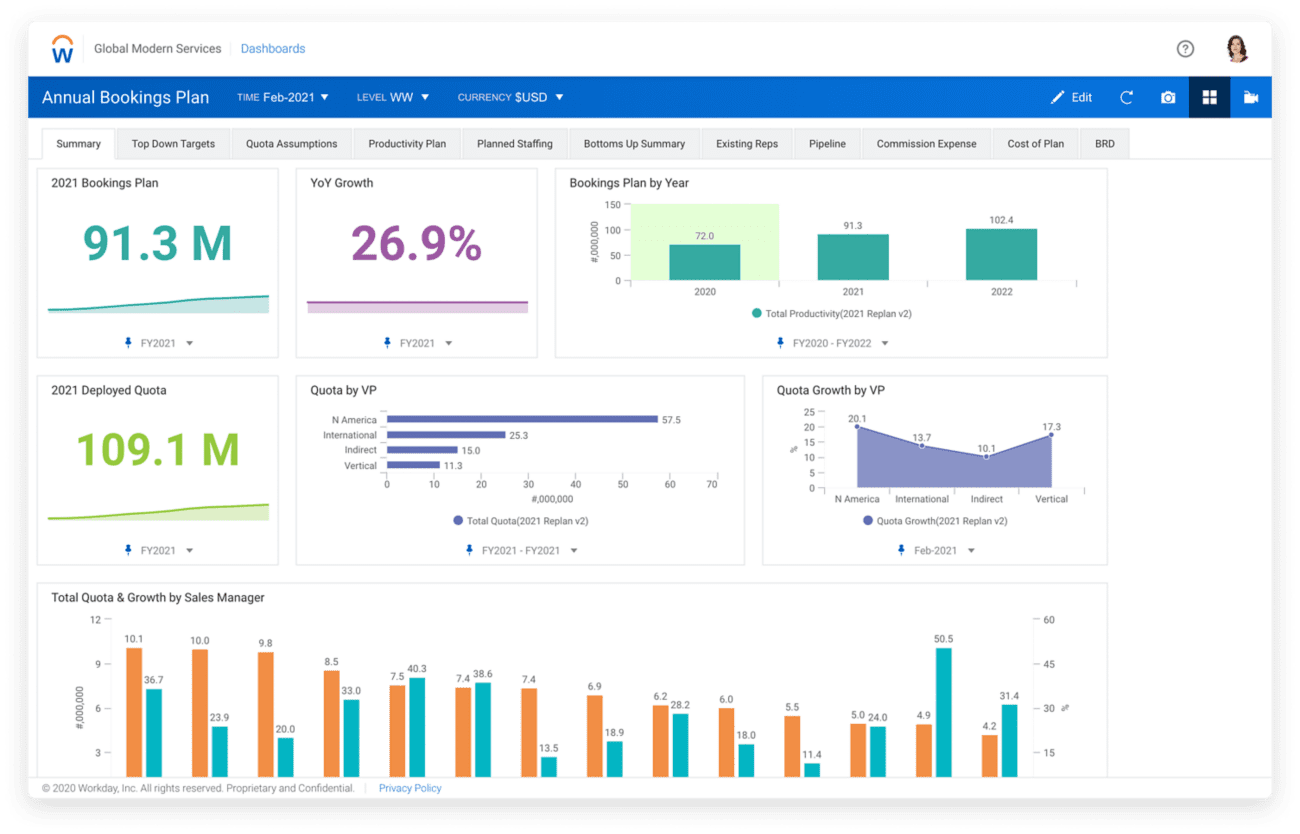 Global Modern Services Dashboards
Annual Bookings Plan TIME Feb-2021 LEVEL WW CURRENCY $USD Edit
Summary Top Down Targets Quota Assumptions Productivity Plan Planned Staffing Bottoms Up Summary Existing Reps Pipeline Commission Expense Cost of Plan BRD
2021 Bookings Plan
91.3 M
FY2021
YoY Growth
26.9%
FY2021
Bookings Plan by Year
150
100
50
0
#,000,000
72.0 91.3 102.4
2020 2021 2022
Total Productivity(2021 Replan v2)
FY2020 - FY2022
2021 Deployed Quota
109.1 M
FY2021
Quota by VP
N America 57.5
International 25.3
Indirect 15.0
Vertical 11.3
0 10 20 30 40 50 60 70
#,000,000
Total Quota(2021 Replan v2)
FY2021 - FY2021
Quota Growth by VP
25
20
15
10
5
0
%
20.1 13.7 10.1 17.3
N America International Indirect Vertical
Quota Growth(2021 Replan v2)
Feb-2021
Total Quota & Growth by Sales Manager
12
9
6
3
#,000,000
10.1 36.7 10.0 23.9 9.8 20.0 8.5 33.0 7.5 40.3 7.4 38.6 7.4 13.5 6.9 18.9 6.2 28.2 6.0 18.0 5.5 11.4 5.0 24.0 4.9 50.5 4.2 31.4
60
45
30
15
%
© 2020 Workday, Inc. All rights reserved. Proprietary and Confidential. Privacy Policy